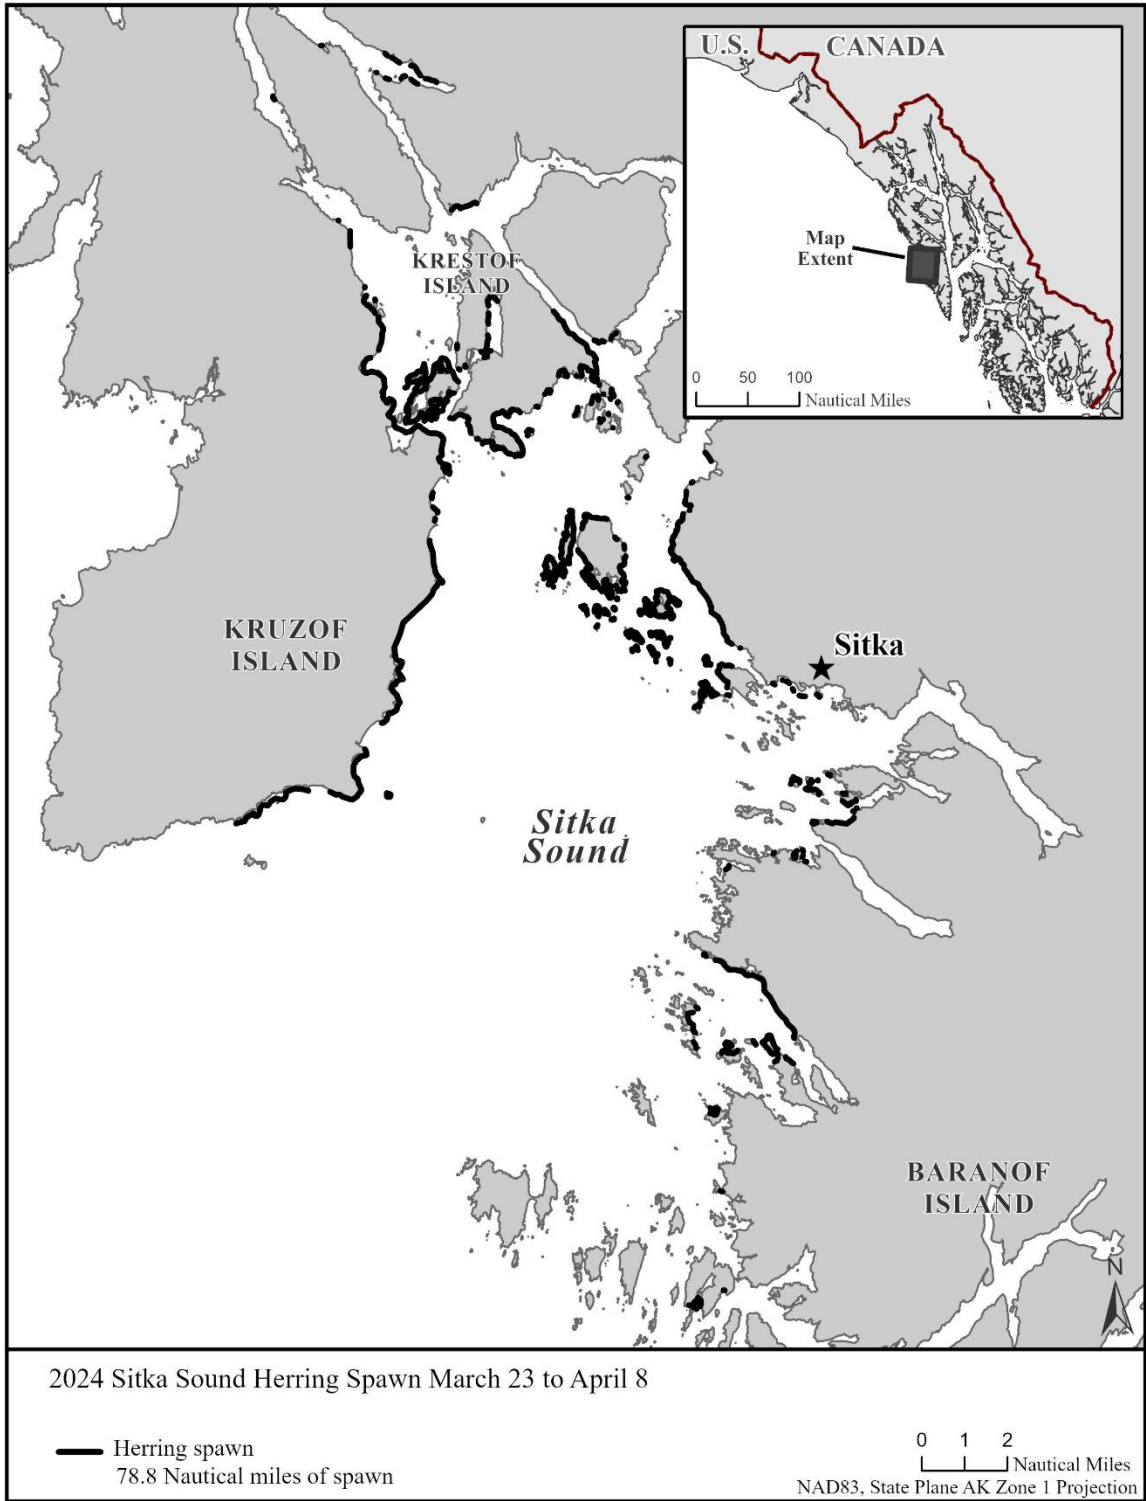 U.S.
CANADA
Map
Extent
0 50 100
Nautical Miles
KRESTOF
ISLAND
KRUZOF
ISLAND
Sitka
Sitka
Sound
BARANOF
ISLAND
N
2024 Sitka Sound Herring Spawn March 23 to April 8
Herring spawn
78.8 Nautical miles of spawn
0 1 2
Nautical Miles
NAD83, State Plane AK Zone 1 Projection